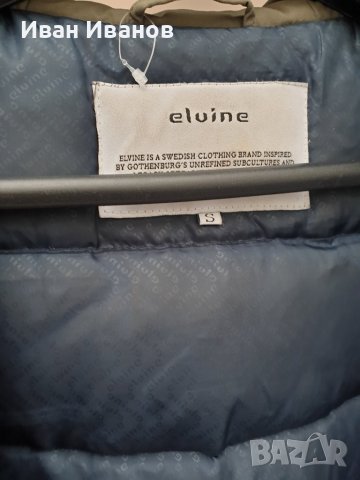 Иван Иванов
elvine
ELVINE IS A SWEDISH CLOTHING BRAND INSPIRED
BY GOTHENBURG'S UNREFINED SUBCULTURES AND
S
BAZAR